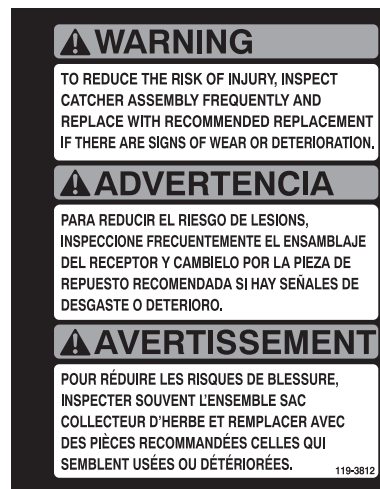 WARNING
TO REDUCE THE RISK OF INJURY, INSPECT
CATCHER ASSEMBLY FREQUENTLY AND
REPLACE WITH RECOMMENDED REPLACEMENT
IF THERE ARE SIGNS OF WEAR OR DETERIORATION.
ADVERTENCIA
PARA REDUCIR EL RIESGO DE LESIONS,
INSPECCIONE FRECUENTEMENTE EL ENSAMBLAJE
DEL RECEPTOR Y CAMBIELO POR LA PIEZA DE
REPUESTO RECOMENDADA SI HAY SEÑALES DE
DESGASTE O DETERIORO.
AVERTISSEMENT
POUR RÉDUIRE LES RISQUES DE BLESSURE,
INSPECTER SOUVENT L'ENSEMBLE SAC
COLLECTEUR D'HERBE ET REMPLACER AVEC
DES PIÈCES RECOMMANDÉES CELLES QUI
SEMBLENT USÉES OU DÉTÉRIORÉES.
119-3812